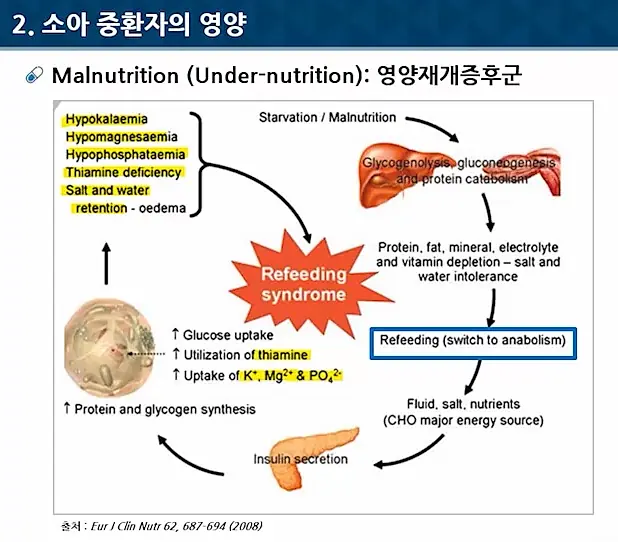 2. 소아 중환자의 영양
Malnutrition (Under-nutrition): 영양재개증후군
Hypokalaemia
Hypomagnesaemia
Hypophosphataemia
Thiamine deficiency
Salt and water
retention - oedema
Starvation / Malnutrition
Glycogenolysis, gluconeogenesis
and protein catabolism
Protein, fat, mineral, electrolyte
and vitamin depletion – salt and
water intolerance
Refeeding (switch to anabolism)
Fluid, salt, nutrients
(CHO major energy source)
Insulin secretion
↑ Protein and glycogen synthesis
↑ Glucose uptake
↑ Utilization of thiamine
↑ Uptake of K⁺, Mg²⁺ & PO₄²⁻
Refeeding
syndrome
출처 : Eur J Clin Nutr 62, 687-694 (2008)